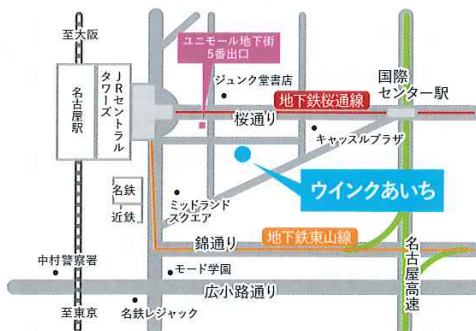 至大阪
ユニモール地下街
5番出口
ジュンク堂書店
国際
センター駅
名古屋駅
JRセントラル
タワーズ
地下鉄桜通線
桜通り
キャッスルプラザ
ウインクあいち
名鉄
近鉄
ミッドランド
スクエア
錦通り
地下鉄東山線
名古屋高速
中村警察署
モード学園
広小路通り
至東京
名鉄レジャック